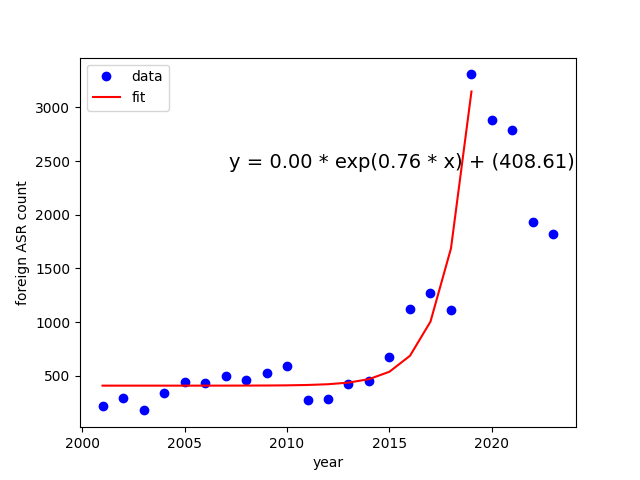 data
fit
y = 0.00 * exp(0.76 * x) + (408.61)
3000
2500
2000
1500
1000
500
foreign ASR count
2000 2005 2010 2015 2020
year